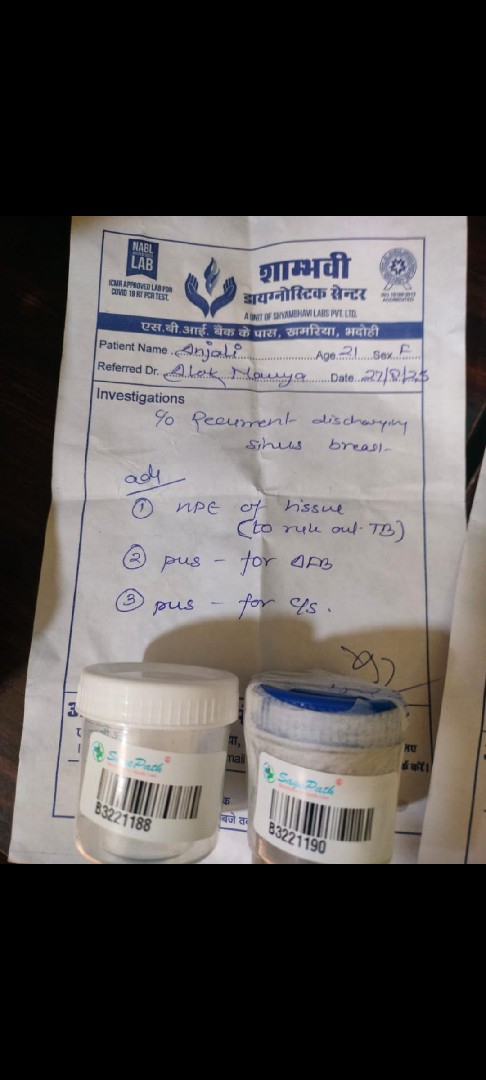 NABL
LAB
ICMR APPROVED LAB FOR
COVID 19 RT PCR TEST.
शाम्भवी
डायग्नोस्टिक सेन्टर
A UNIT OF SHYAMBHAVI LABS PVT. LTD.
एस.बी.आई. बैंक के पास, खमरिया, भदोही
Patient Name Anjali Age 21 Sex F
Referred Dr. Alok Maurya Date 27/8/23
Investigations
c/o Recurrent discharging
sinus breast
adv
① HPE of tissue
(to rule out TB)
② pus - for AFB
③ pus - for c/s.
SagePath
B3221188
SagePath
B3221190